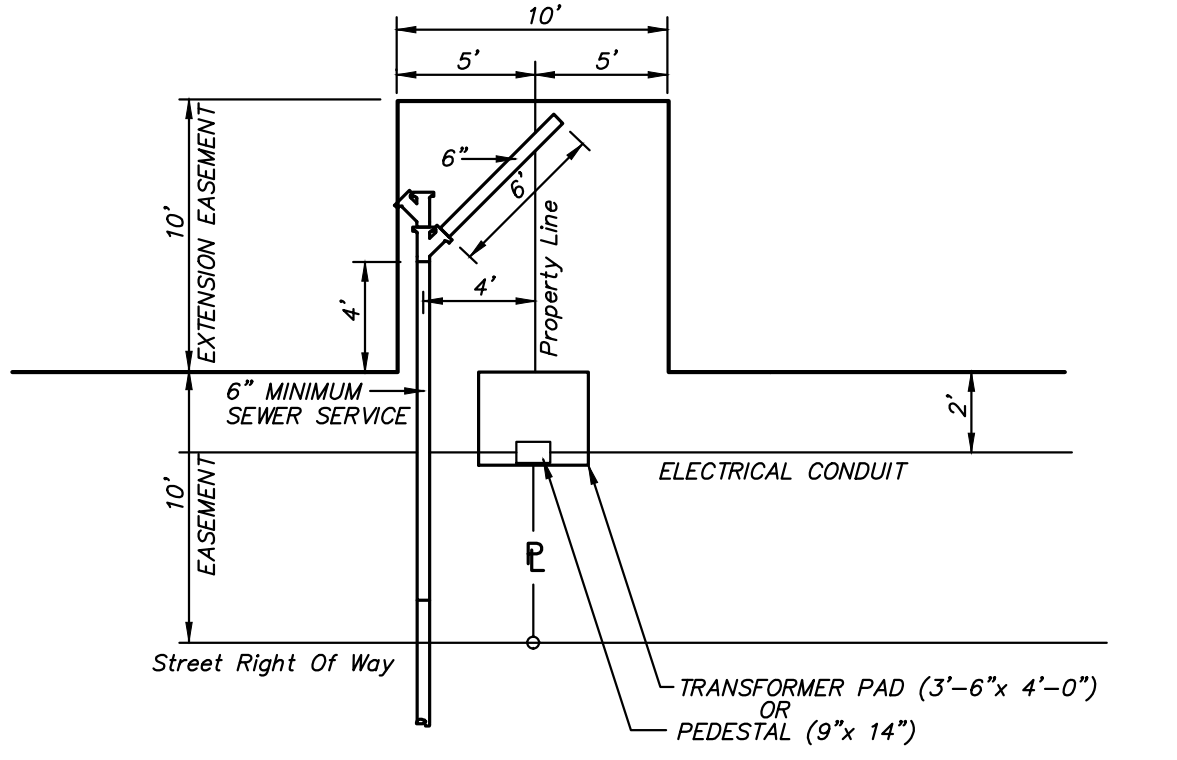 10'
5'
5'
EXTENSION EASEMENT
10'
6"
6'
Property Line
4'
4'
6" MINIMUM
SEWER SERVICE
2'
ELECTRICAL CONDUIT
10'
EASEMENT
PL
Street Right Of Way
TRANSFORMER PAD (3'-6"x 4'-0")
OR
PEDESTAL (9"x 14")